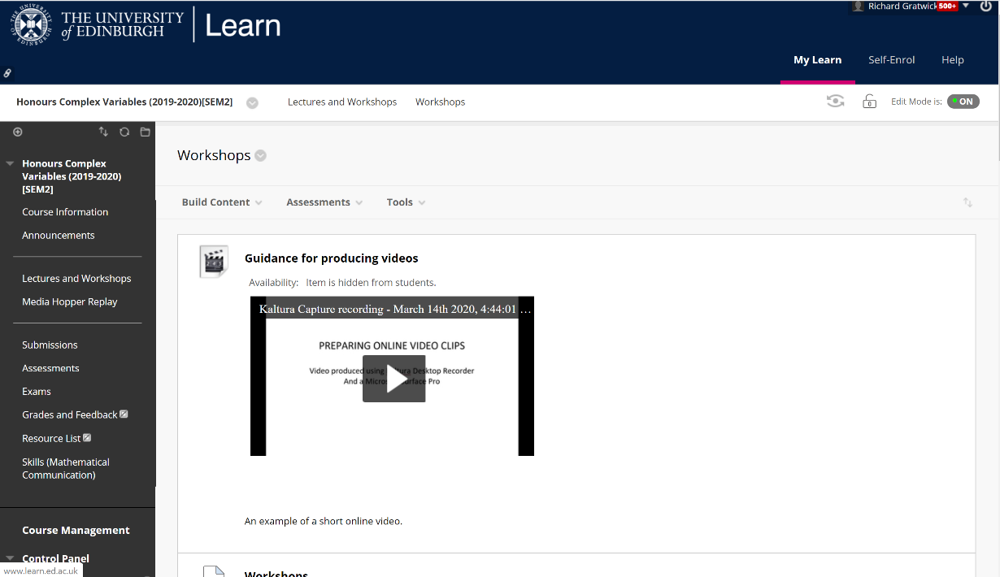 THE UNIVERSITY
of EDINBURGH
Learn
Richard Gratwick
500+
My Learn
Self-Enrol
Help
Honours Complex Variables (2019-2020)[SEM2]
Lectures and Workshops
Workshops
0
Edit Mode is:
ON
Honours Complex
Variables (2019-2020)
[SEM2]
Course Information
Announcements
Lectures and Workshops
Media Hopper Replay
Submissions
Assessments
Exams
Grades and Feedback
Resource List
Skills (Mathematical
Communication)
Course Management
Control Panel
www.learn.ed.ac.uk
Workshops
Build Content
Assessments
Tools
Guidance for producing videos
Availability: Item is hidden from students.
Kaltura Capture recording - March 14th 2020, 4:44:01 ...
PREPARING ONLINE VIDEO CLIPS
Video produced using Kaltura Desktop Recorder
And a Microsoft Surface Pro
An example of a short online video.
Workshops